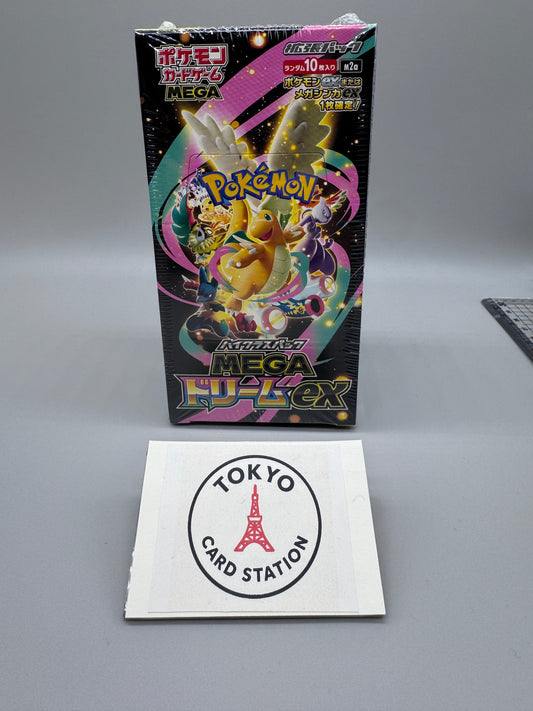 ポケモン
カードゲーム
MEGA
拡張パック
ランダム10枚入り M2a
ポケモンexまたは
メガシンカex
1枚確定!
POKÉMON
ハイクラスパック
MEGA
ドリームex
TOKYO
CARD STATION